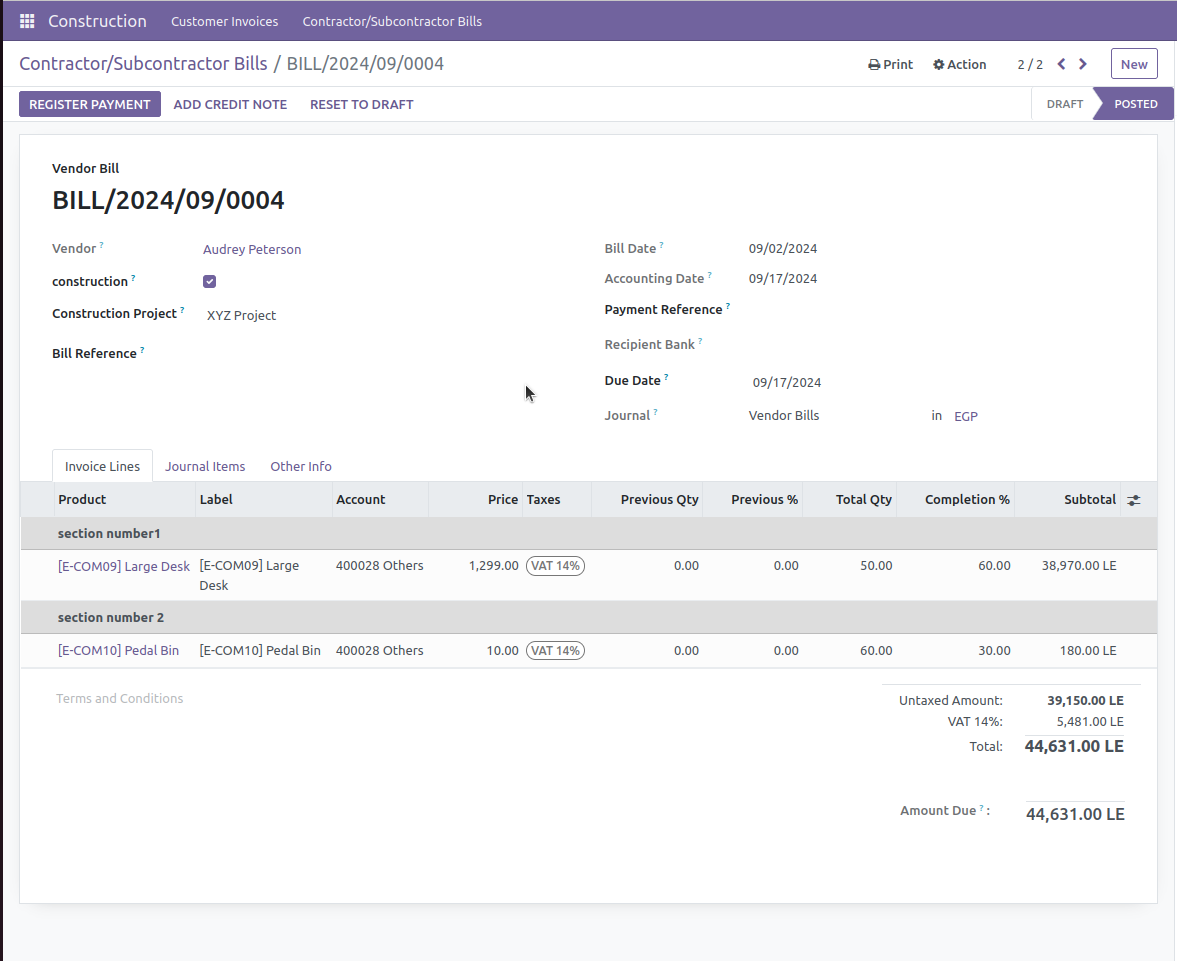 Construction Customer Invoices Contractor/Subcontractor Bills
Contractor/Subcontractor Bills / BILL/2024/09/0004 Print Action 2 / 2 New
REGISTER PAYMENT ADD CREDIT NOTE RESET TO DRAFT DRAFT POSTED
Vendor Bill
BILL/2024/09/0004
Vendor ? Audrey Peterson Bill Date ? 09/02/2024
construction ? Accounting Date ? 09/17/2024
Construction Project ? XYZ Project Payment Reference ?
Recipient Bank ?
Bill Reference ?
Due Date ? 09/17/2024
Journal ? Vendor Bills in EGP
Invoice Lines Journal Items Other Info
Product Label Account Price Taxes Previous Qty Previous % Total Qty Completion % Subtotal
section number1
[E-COM09] Large Desk [E-COM09] Large 400028 Others 1,299.00 VAT 14% 0.00 0.00 50.00 60.00 38,970.00 LE
Desk
section number 2
[E-COM10] Pedal Bin [E-COM10] Pedal Bin 400028 Others 10.00 VAT 14% 0.00 0.00 60.00 30.00 180.00 LE
Terms and Conditions Untaxed Amount: 39,150.00 LE
VAT 14%: 5,481.00 LE
Total: 44,631.00 LE
Amount Due ? : 44,631.00 LE